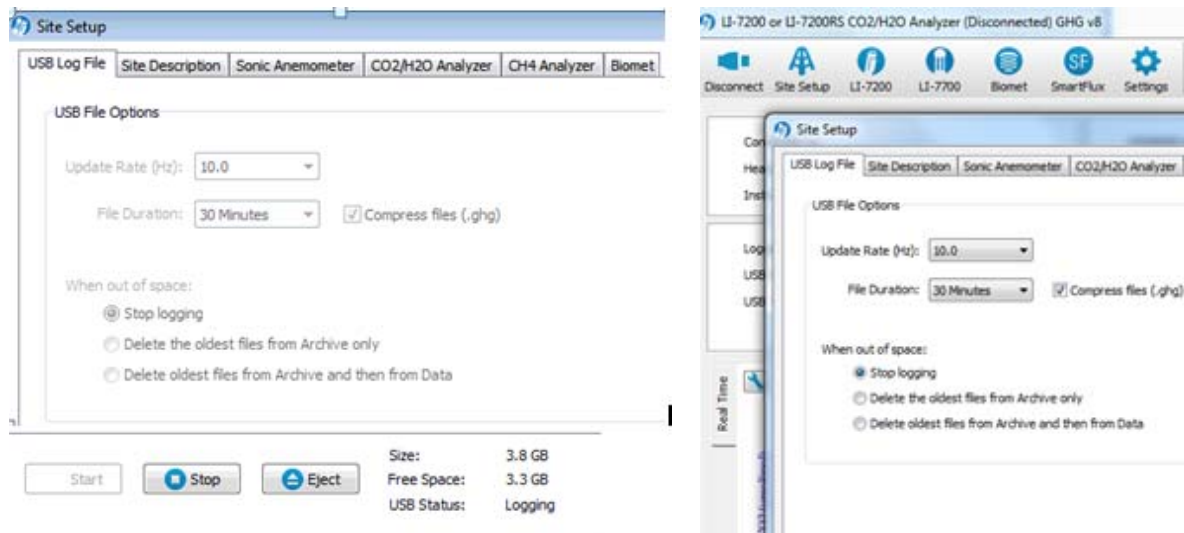 Site Setup
USB Log File Site Description Sonic Anemometer CO2/H2O Analyzer CH4 Analyzer Biomet
USB File Options
Update Rate (Hz): 10.0
File Duration: 30 Minutes Compress files (.ghg)
When out of space:
Stop logging
Delete the oldest files from Archive only
Delete oldest files from Archive and then from Data
Start Stop Eject
Size: 3.8 GB
Free Space: 3.3 GB
USB Status: Logging
LI-7200 or LI-7200RS CO2/H2O Analyzer (Disconnected) GHG v8
Disconnect Site Setup LI-7200 LI-7700 Biomet SF SmartFlux Settings
Con
Hea
Inst
Log
USB
USB
Real Time
Site Setup
USB Log File Site Description Sonic Anemometer CO2/H2O Analyzer
USB File Options
Update Rate (Hz): 10.0
File Duration: 30 Minutes Compress files (.ghg)
When out of space:
Stop logging
Delete the oldest files from Archive only
Delete oldest files from Archive and then from Data